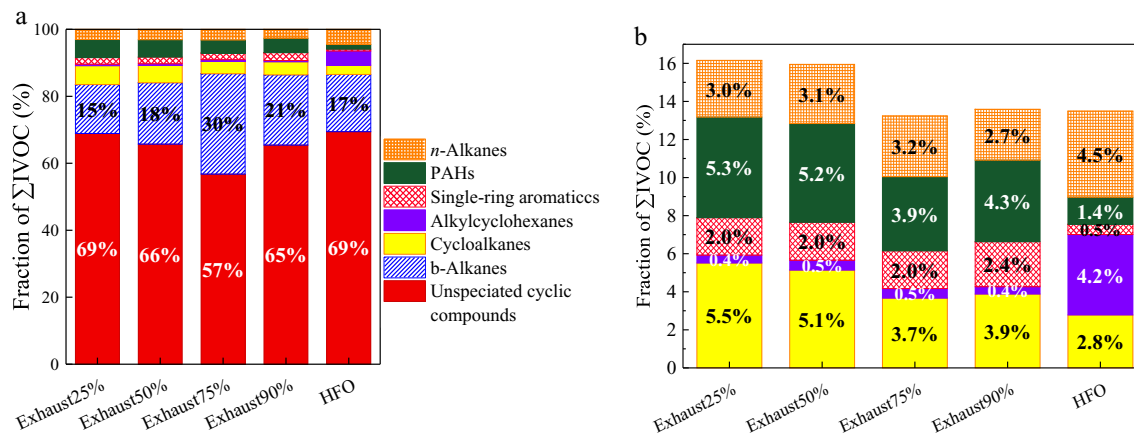 a
100
80
60
40
20
0
Fraction of ∑IVOC (%)
15%
18%
30%
21%
17%
69%
66%
57%
65%
69%
Exhaust25%
Exhaust50%
Exhaust75%
Exhaust90%
HFO
n-Alkanes
PAHs
Single-ring aromaticcs
Alkylcyclohexanes
Cycloalkanes
b-Alkanes
Unspeciated cyclic
compounds
b
16
14
12
10
8
6
4
2
0
Fraction of ∑IVOC (%)
3.0%
5.3%
2.0%
0.4%
5.5%
3.1%
5.2%
2.0%
0.5%
5.1%
3.2%
3.9%
2.0%
0.5%
3.7%
2.7%
4.3%
2.4%
0.4%
3.9%
4.5%
1.4%
0.5%
4.2%
2.8%
Exhaust25%
Exhaust50%
Exhaust75%
Exhaust90%
HFO